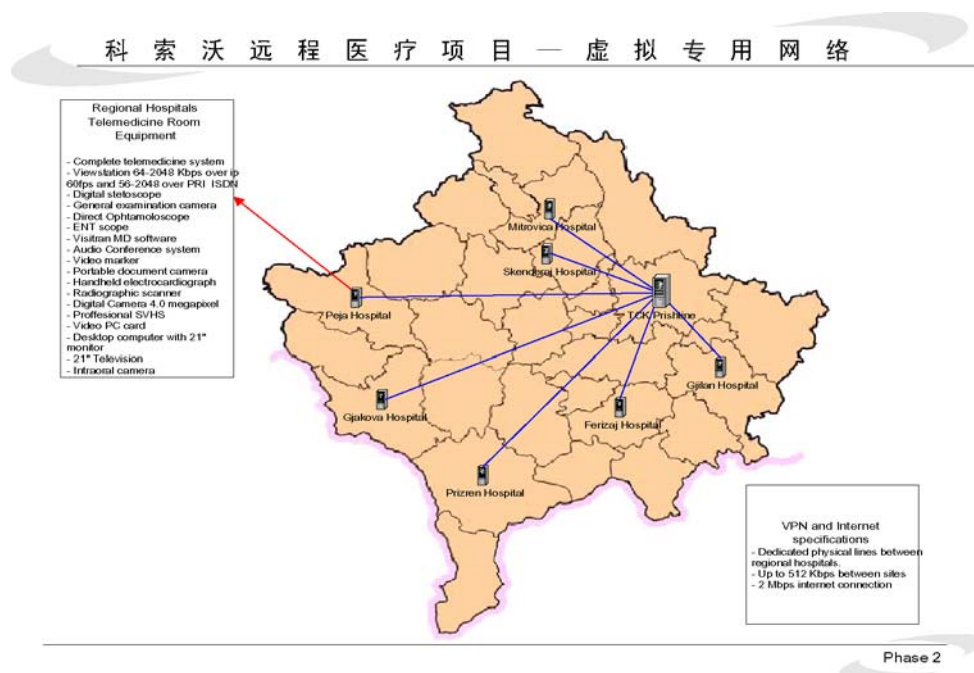 科索沃远程医疗项目—虚拟专用网络
Regional Hospitals
Telemedicine Room
Equipment
- Complete telemedicine system
- Viewstation 64-2048 Kbps over ip
60fps and 56-2048 over PRI ISDN
- Digital stetoscope
- General examination camera
- Direct Ophtamoloscope
- ENT scope
- Visitran MD software
- Audio Conference system
- Video marker
- Portable document camera
- Handheld electrocardiograph
- Radiographic scanner
- Digital Camera 4.0 megapixel
- Proffesional SVHS
- Video PC card
- Desktop computer with 21"
monitor
- 21" Television
- Intraoral camera
Mitrovica Hospital
Skenderaj Hospital
Peja Hospital
TCK Prishtine
Gjilan Hospital
Gjakova Hospital
Ferizaj Hospital
Prizren Hospital
VPN and Internet
specifications
- Dedicated physical lines between
regional hospitals.
- Up to 512 Kbps between sites
- 2 Mbps internet connection
Phase 2